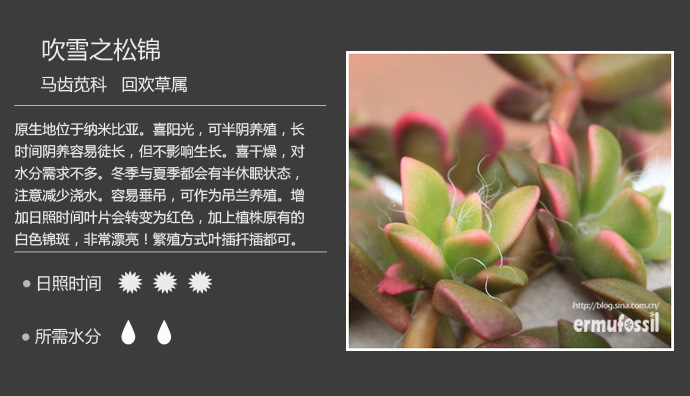 吹雪之松锦
马齿苋科 回欢草属
原生地位于纳米比亚。喜阳光，可半阴养殖，长
时间阴养容易徒长，但不影响生长。喜干燥，对
水分需求不多。冬季与夏季都会有半休眠状态，
注意减少浇水。容易垂吊，可作为吊兰养殖。增
加日照时间叶片会转变为红色，加上植株原有的
白色锦斑，非常漂亮！繁殖方式叶插扦插都可。
日照时间
所需水分
http://blog.sina.com.cn/
ermufossil